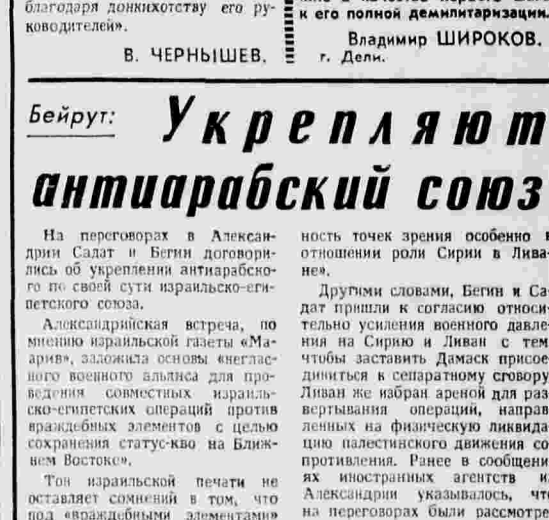 благодаря донкихотству его ру-
ководителей».
В. ЧЕРНЫШЕВ.
к его полной демилитаризации.
Владимир ШИРОКОВ.
г. Дели.
Бейрут:
Укрепляют
антиарабский союз
На переговорах в Алексан-
дрии Садат и Бегин договори-
лись об укреплении антиарабско-
го по своей сути израильско-еги-
петского союза.
Александрийская встреча, по
мнению израильской газеты «Ма-
арив», заложила основы «неглас-
ного военного альянса для про-
ведения совместных израиль-
ско-египетских операций против
враждебных элементов с целью
сохранения статус-кво на Ближ-
нем Востоке».
Тон израильской печати не
оставляет сомнений в том, что
под «враждебными элементами»
ность точек зрения особенно в
отношении роли Сирии в Лива-
не».
Другими словами, Бегин и Са-
дат пришли к согласию относи-
тельно усиления военного давле-
ния на Сирию и Ливан с тем
чтобы заставить Дамаск присое-
диниться к сепаратному сговору
Ливан же избран ареной для раз
вертывания операций, направ
ленных на физическую ликвида
цию палестинского движения со
противления. Ранее в сообщени
ях иностранных агентств и
Александрии указывалось, чт
на переговорах были рассмотре